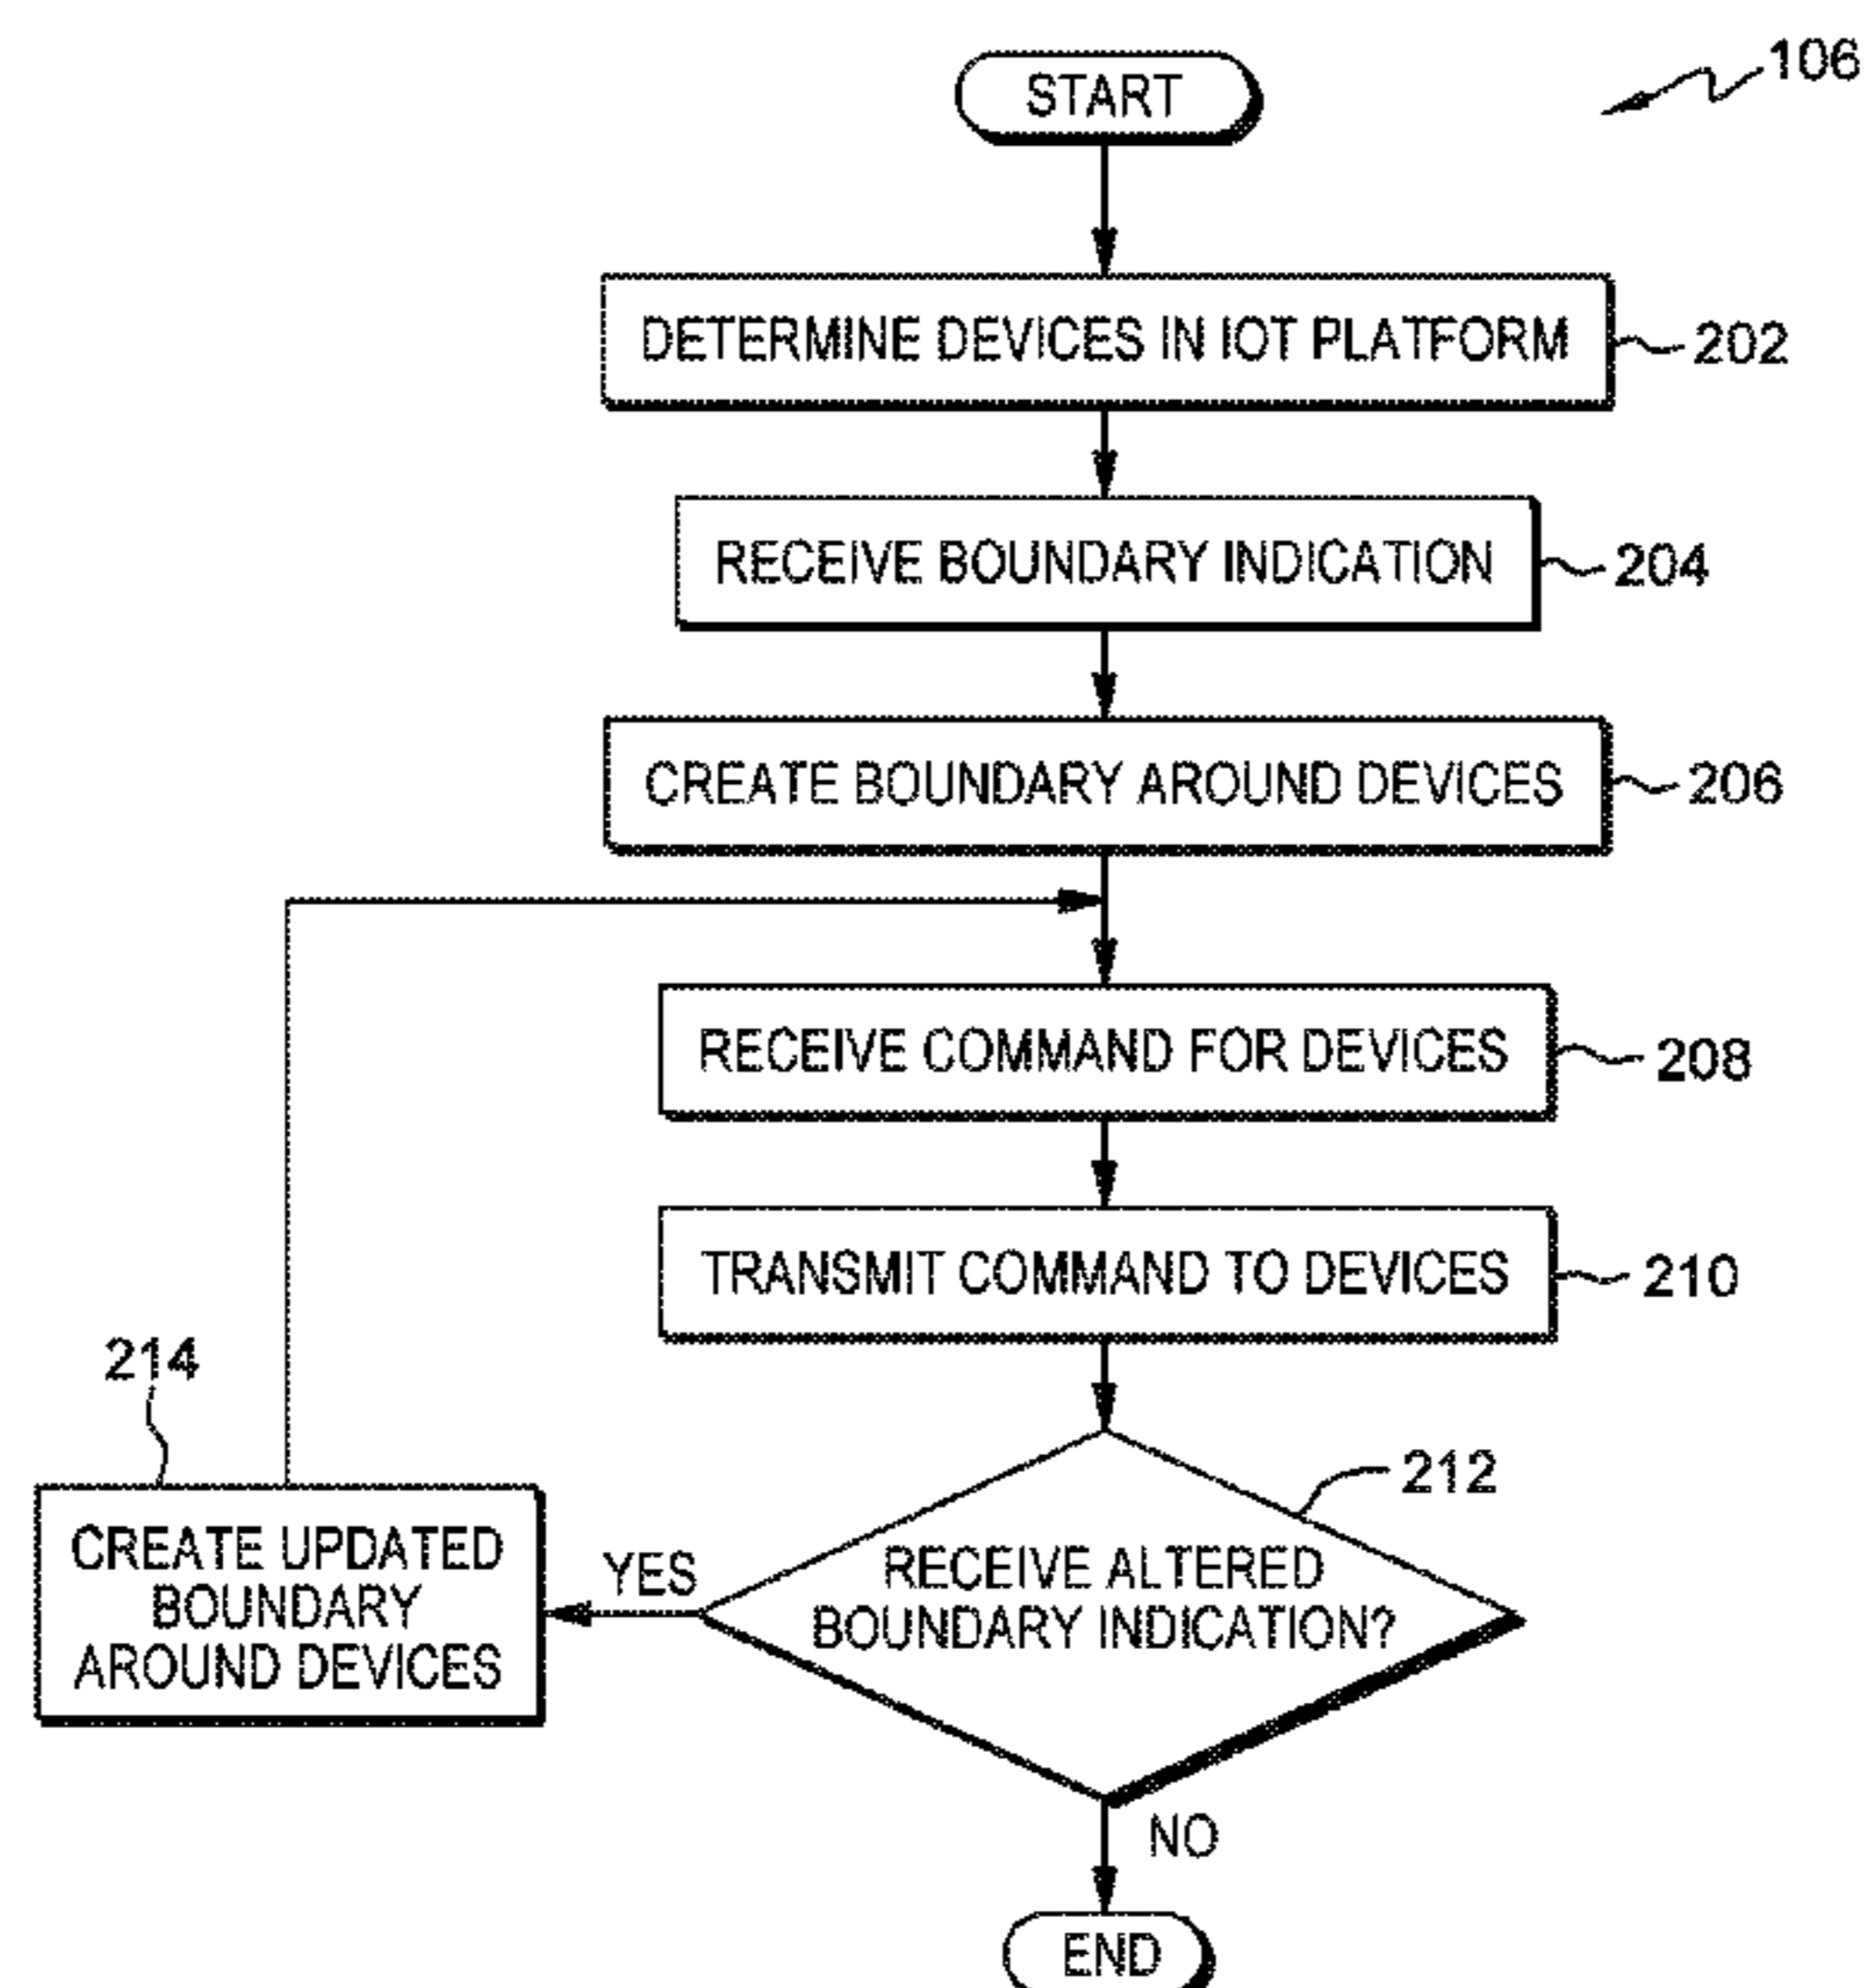 106
START
DETERMINE DEVICES IN IOT PLATFORM
202
RECEIVE BOUNDARY INDICATION
204
CREATE BOUNDARY AROUND DEVICES
206
RECEIVE COMMAND FOR DEVICES
208
TRANSMIT COMMAND TO DEVICES
210
212
RECEIVE ALTERED
BOUNDARY INDICATION?
YES
214
CREATE UPDATED
BOUNDARY
AROUND DEVICES
NO
END